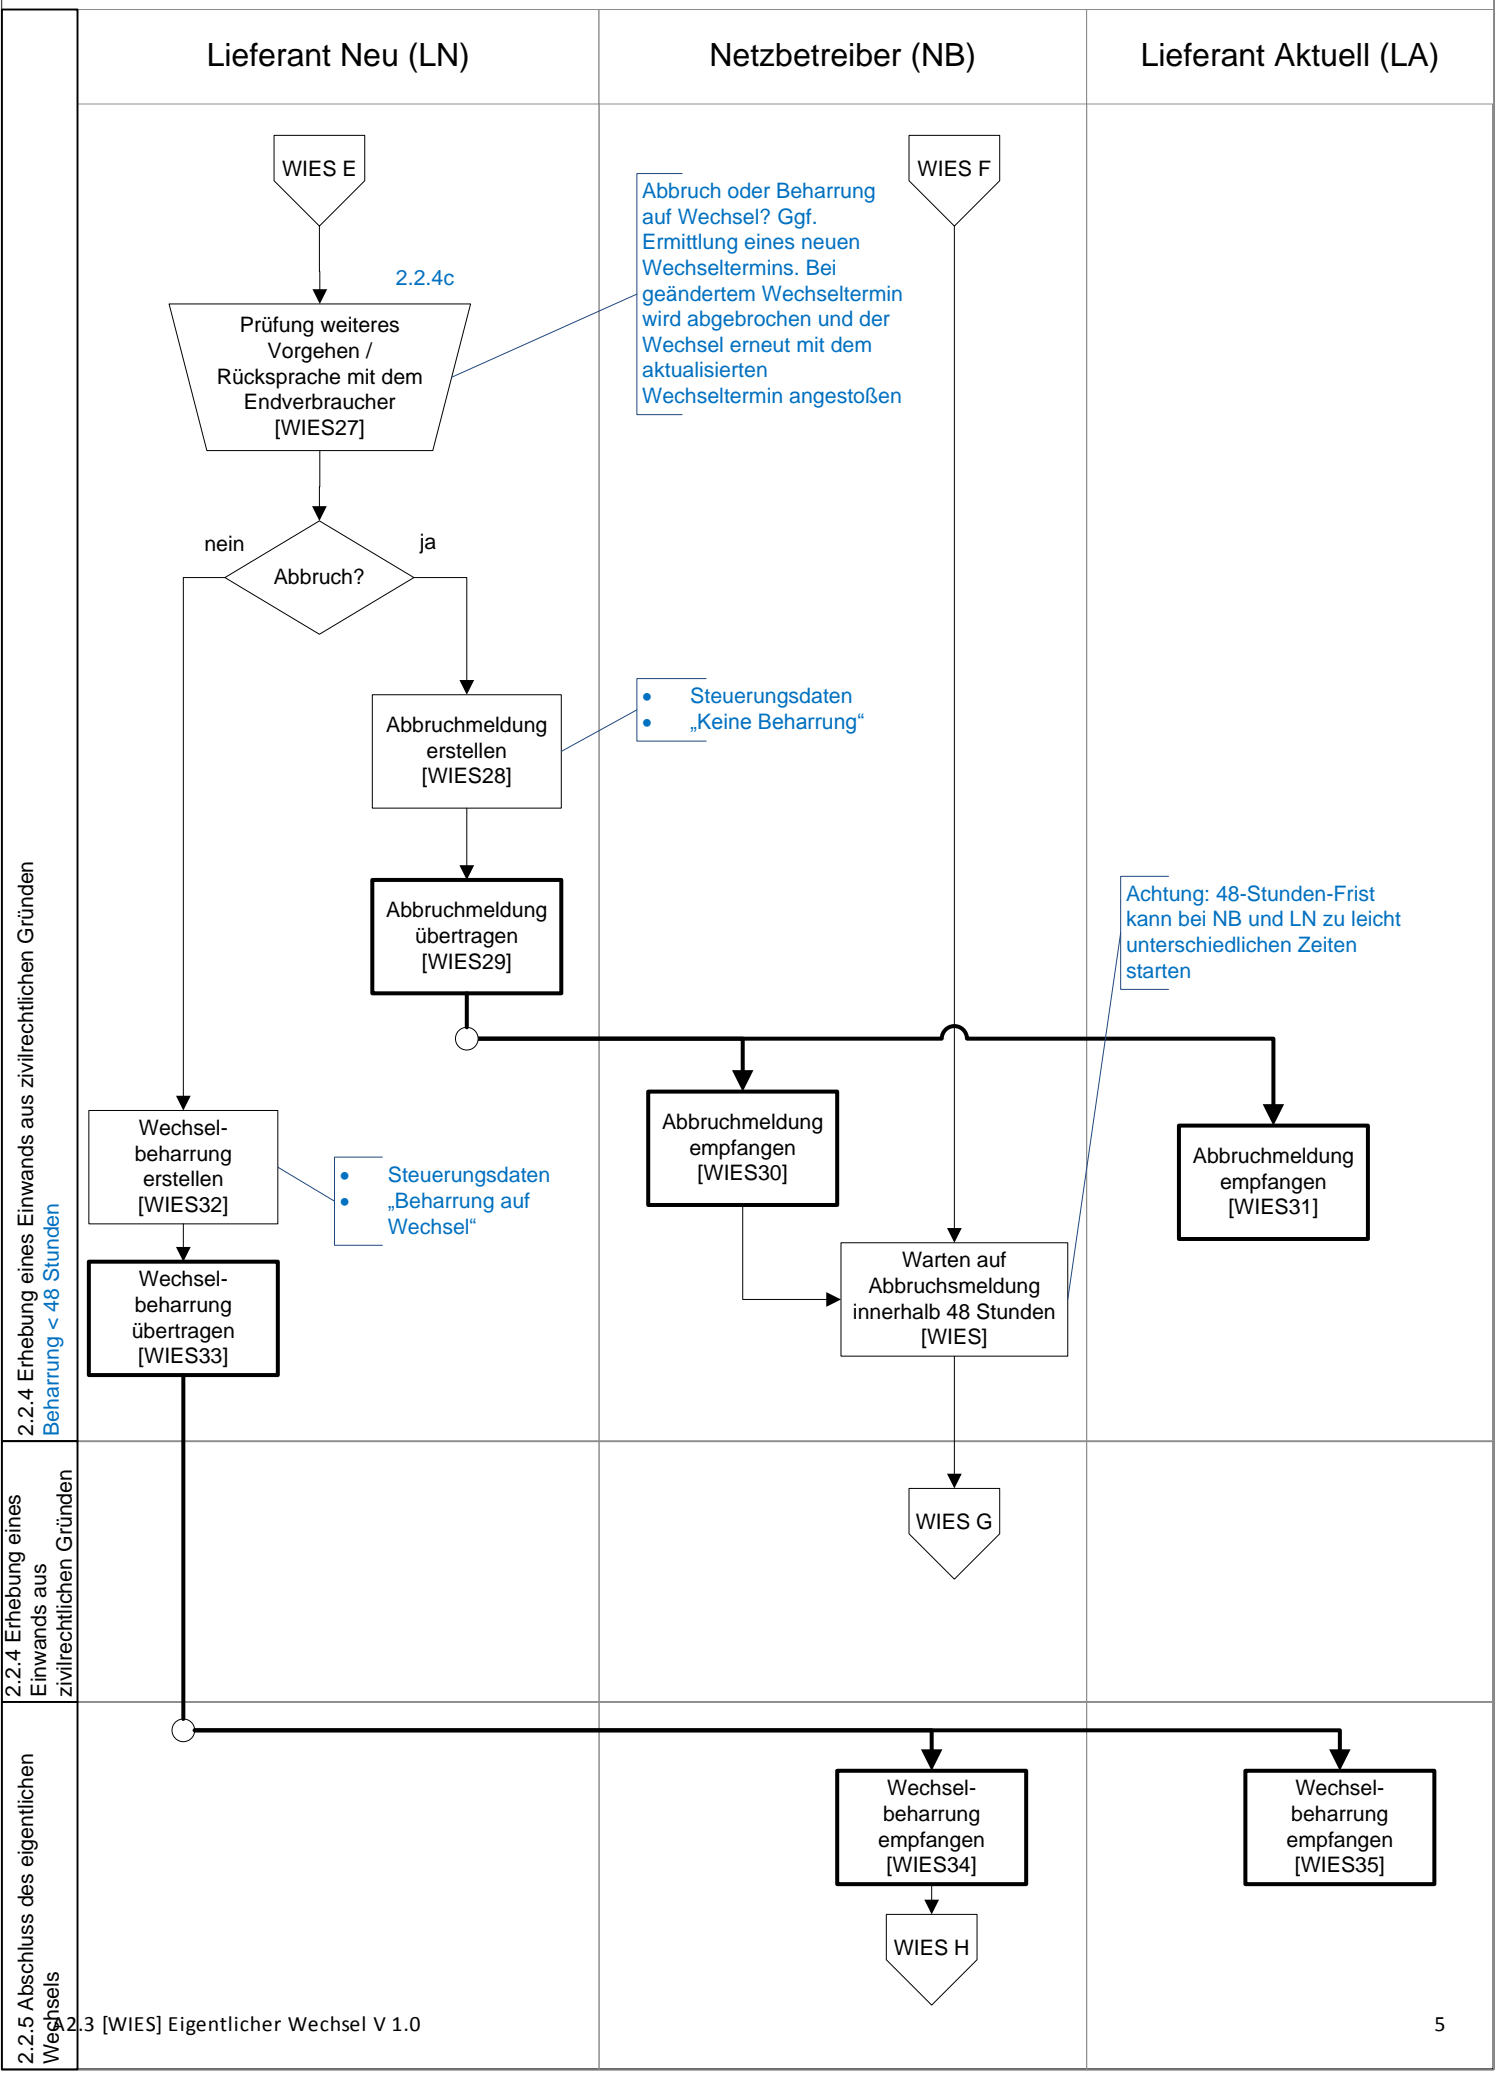 Lieferant Neu (LN)
Netzbetreiber (NB)
Lieferant Aktuell (LA)
2.2.4 Erhebung eines Einwands aus zivilrechtlichen Gründen
Beharrung < 48 Stunden
WIES E
WIES F
2.2.4c
Prüfung weiteres
Vorgehen /
Rücksprache mit dem
Endverbraucher
[WIES27]
Abbruch oder Beharrung
auf Wechsel? Ggf.
Ermittlung eines neuen
Wechseltermins. Bei
geändertem Wechseltermin
wird abgebrochen und der
Wechsel erneut mit dem
aktualisierten
Wechseltermin angestoßen
nein
ja
Abbruch?
Abbruchmeldung
erstellen
[WIES28]
• Steuerungsdaten
• „Keine Beharrung“
Abbruchmeldung
übertragen
[WIES29]
Achtung: 48-Stunden-Frist
kann bei NB und LN zu leicht
unterschiedlichen Zeiten
starten
Wechsel-
beharrung
erstellen
[WIES32]
• Steuerungsdaten
• „Beharrung auf
Wechsel“
Abbruchmeldung
empfangen
[WIES30]
Abbruchmeldung
empfangen
[WIES31]
Wechsel-
beharrung
übertragen
[WIES33]
Warten auf
Abbruchsmeldung
innerhalb 48 Stunden
[WIES]
2.2.4 Erhebung eines
Einwands aus
zivilrechtlichen Gründen
WIES G
2.2.5 Abschluss des eigentlichen
Wechsels
Wechsel-
beharrung
empfangen
[WIES34]
Wechsel-
beharrung
empfangen
[WIES35]
WIES H
A2.3 [WIES] Eigentlicher Wechsel V 1.0
5